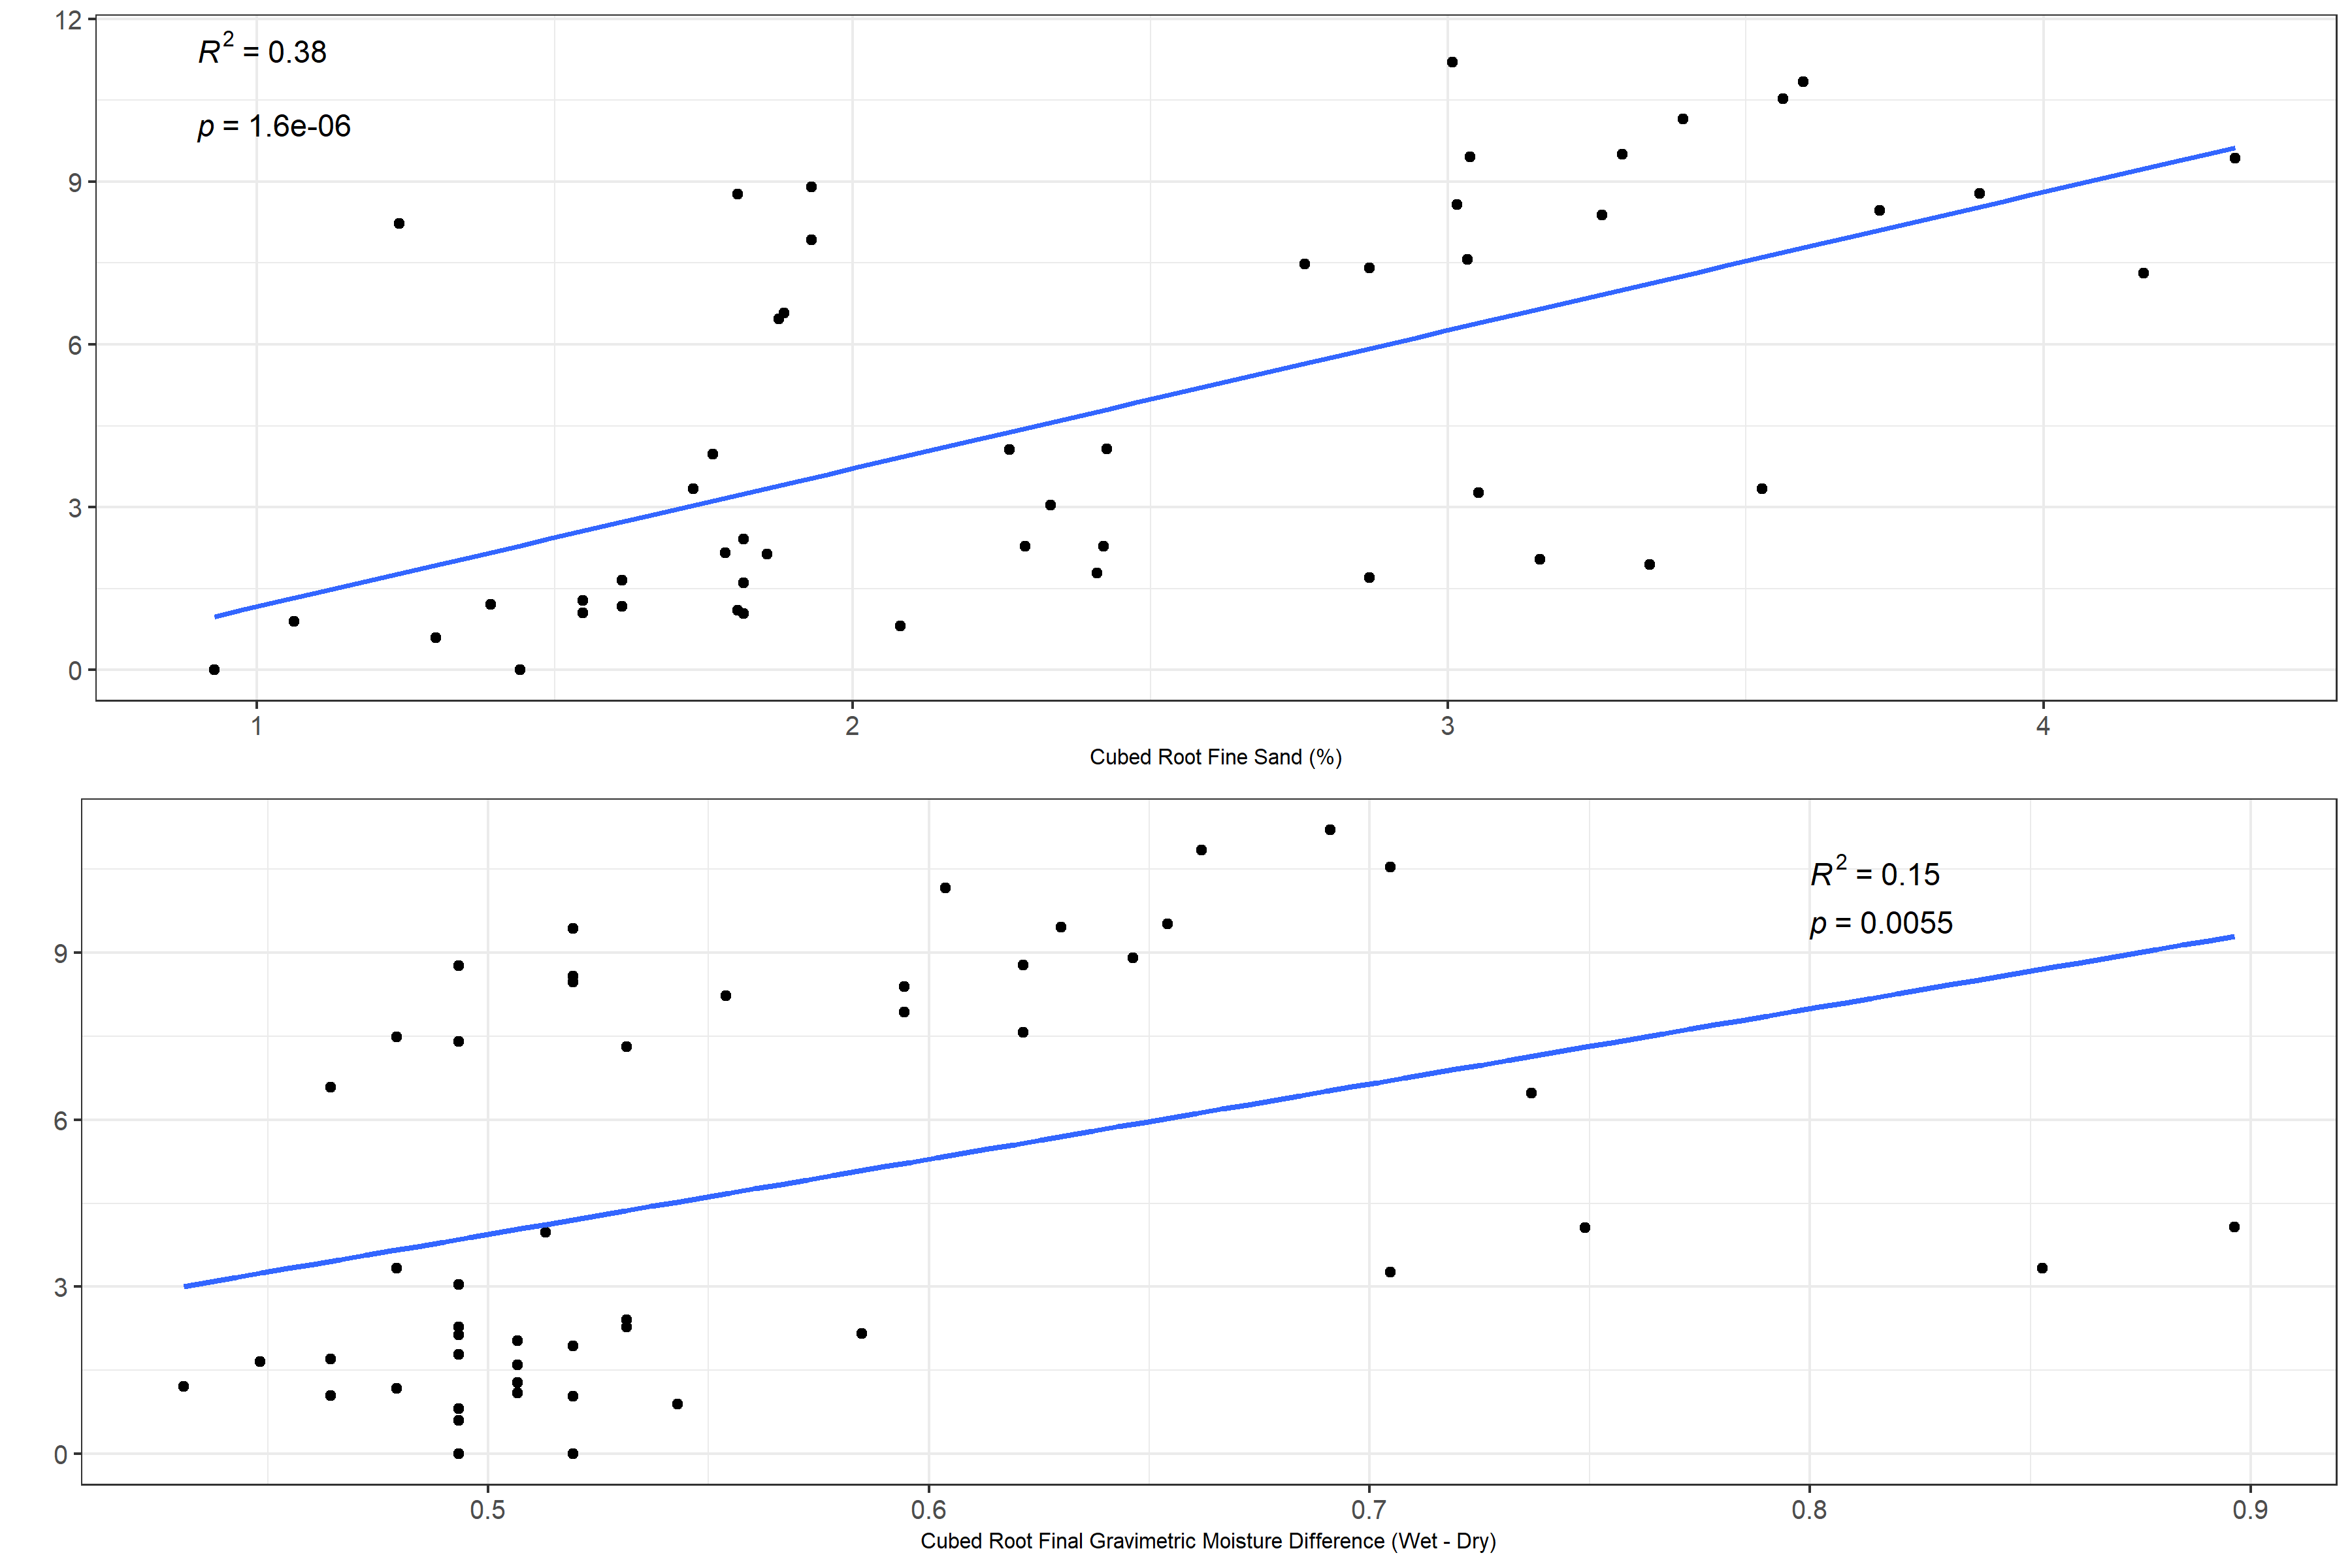 12
R² = 0.38
p = 1.6e-06
9
6
3
0
1 2 3 4
Cubed Root Fine Sand (%)
R² = 0.15
p = 0.0055
9
6
3
0
0.5 0.6 0.7 0.8 0.9
Cubed Root Final Gravimetric Moisture Difference (Wet - Dry)